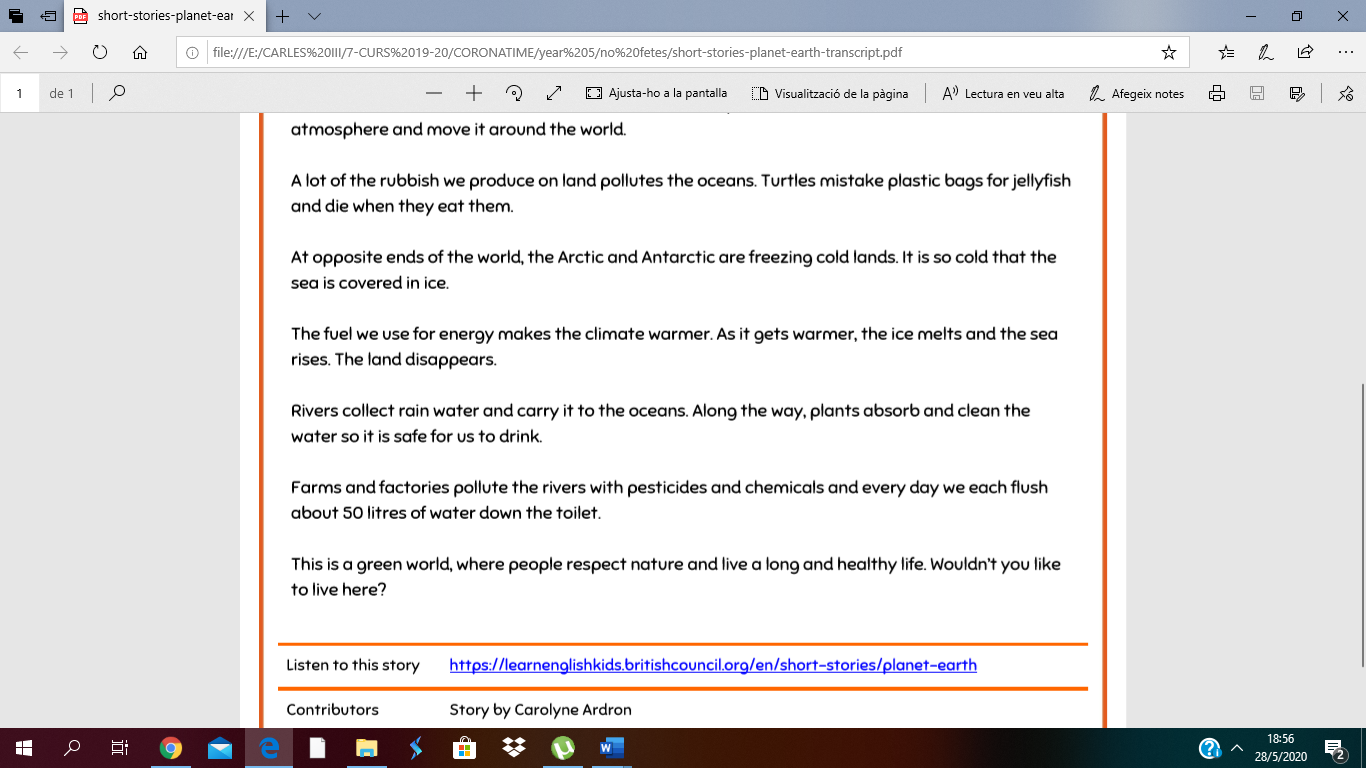 short-stories-planet-ear
file:///E:/CARLES%20III/7-CURS%2019-20/CORONATIME/year%205/no%20fetes/short-stories-planet-earth-transcript.pdf
1 de 1 Ajusta-ho a la pantalla Visualització de la pàgina Lectura en veu alta Afegeix notes
atmosphere and move it around the world.
A lot of the rubbish we produce on land pollutes the oceans. Turtles mistake plastic bags for jellyfish
and die when they eat them.
At opposite ends of the world, the Arctic and Antarctic are freezing cold lands. It is so cold that the
sea is covered in ice.
The fuel we use for energy makes the climate warmer. As it gets warmer, the ice melts and the sea
rises. The land disappears.
Rivers collect rain water and carry it to the oceans. Along the way, plants absorb and clean the
water so it is safe for us to drink.
Farms and factories pollute the rivers with pesticides and chemicals and every day we each flush
about 50 litres of water down the toilet.
This is a green world, where people respect nature and live a long and healthy life. Wouldn't you like
to live here?
Listen to this story https://learnenglishkids.britishcouncil.org/en/short-stories/planet-earth
Contributors Story by Carolyne Ardron
18:56
28/5/2020
2